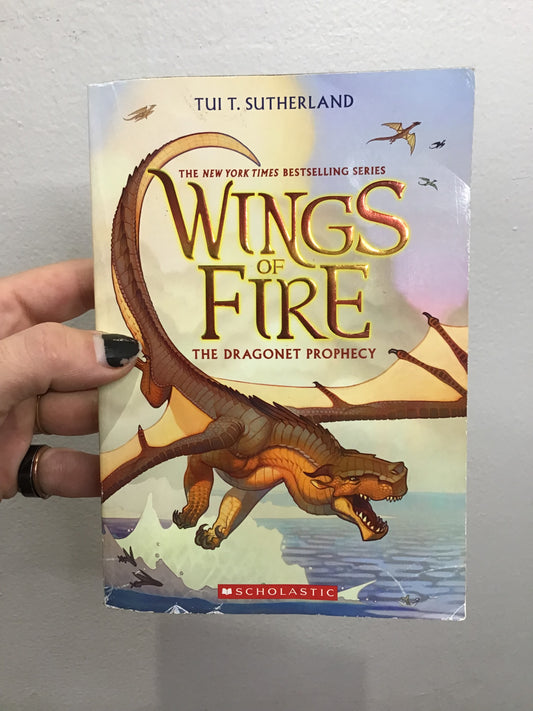 TUI T. SUTHERLAND
THE NEW YORK TIMES BESTSELLING SERIES
WINGS
OF
FIRE
THE DRAGONET PROPHECY
SCHOLASTIC